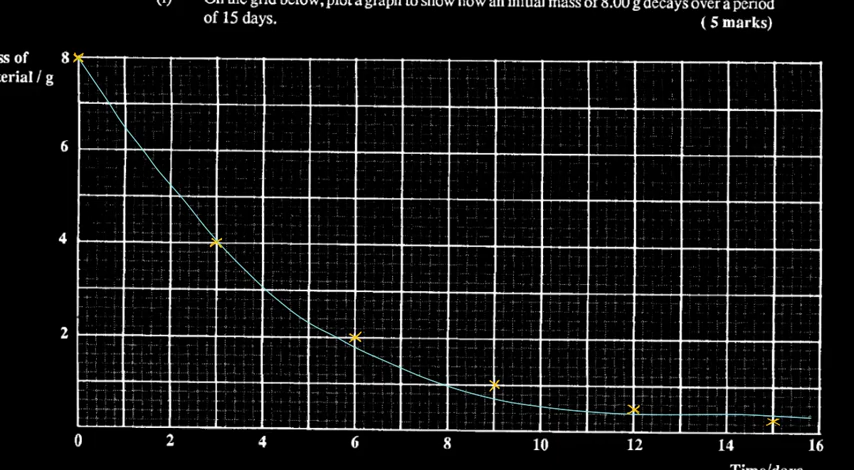 (i) On the grid below, plot a graph to show how an initial mass of 8.00 g decays over a period
of 15 days.
( 5 marks)
ss of
terial / g
8
6
4
2
0 2 4 6 8 10 12 14 16
Time/days